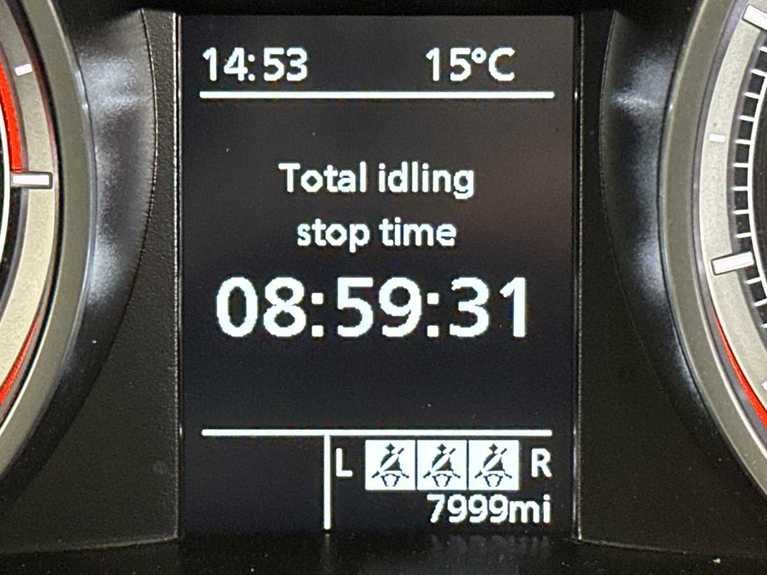 14:53 15°C
Total idling
stop time
08:59:31
L R
7999mi